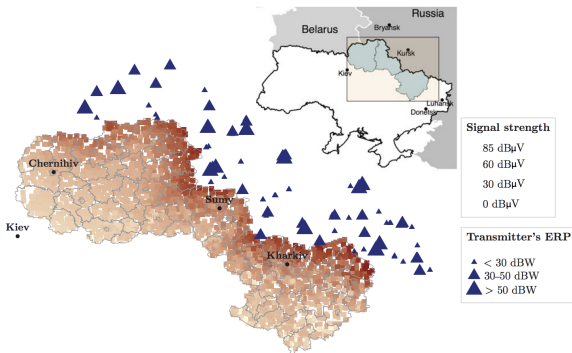 Russia
Belarus
Bryansk
Kursk
Kiev
Luhansk
Donetsk
Signal strength
85 dBμV
60 dBμV
30 dBμV
0 dBμV
Chernihiv
Sumy
Kiev
Kharkiv
Transmitter's ERP
< 30 dBW
30–50 dBW
> 50 dBW